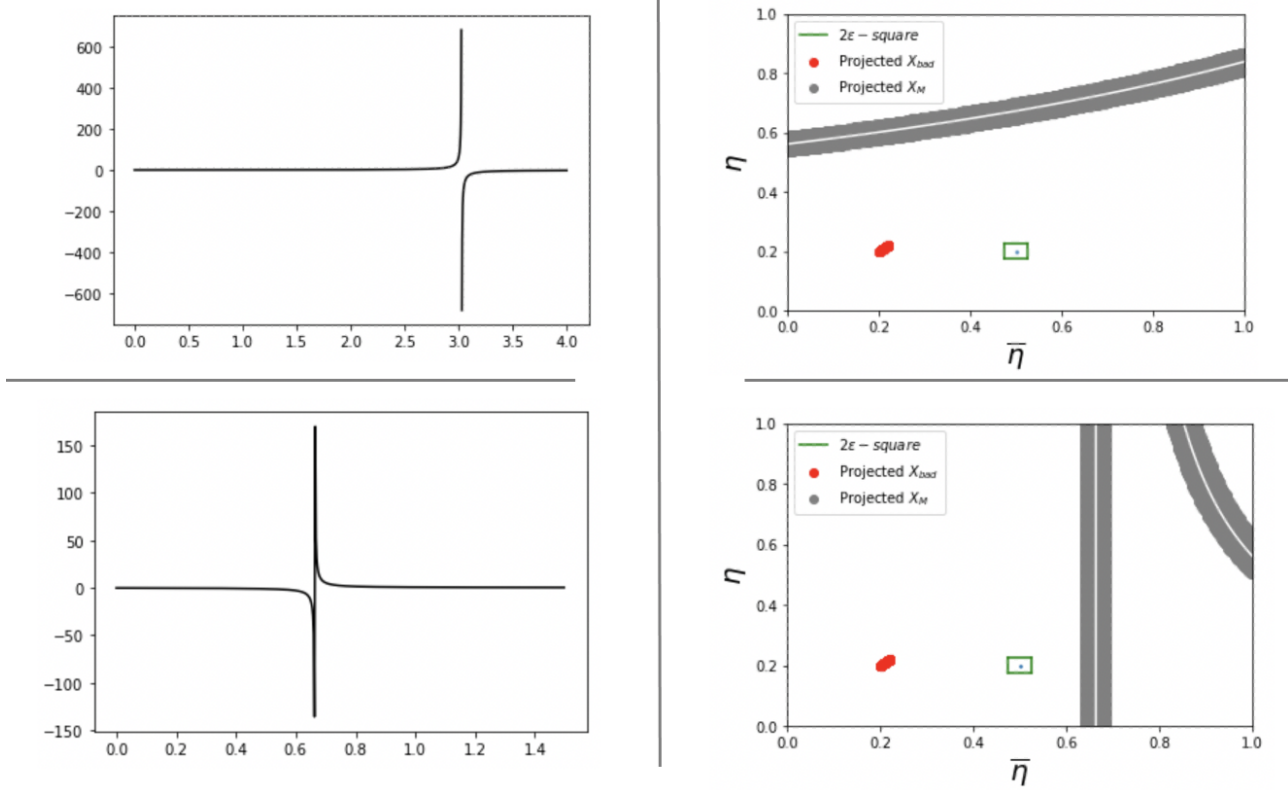 600
400
200
0
−200
−400
−600
0.0 0.5 1.0 1.5 2.0 2.5 3.0 3.5 4.0
1.0
0.8
0.6
0.4
0.2
0.0
η
2ε − square
Projected X_bad
Projected X_M
0.0 0.2 0.4 0.6 0.8 1.0
η̅
150
100
50
0
−50
−100
−150
0.0 0.2 0.4 0.6 0.8 1.0 1.2 1.4
1.0
0.8
0.6
0.4
0.2
0.0
η
2ε − square
Projected X_bad
Projected X_M
0.0 0.2 0.4 0.6 0.8 1.0
η̅